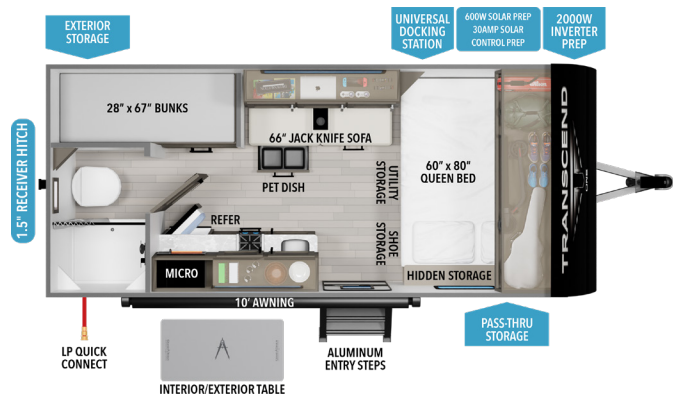 EXTERIOR
STORAGE
UNIVERSAL
DOCKING
STATION
600W SOLAR PREP
30AMP SOLAR
CONTROL PREP
2000W
INVERTER
PREP
28" x 67" BUNKS
66" JACK KNIFE SOFA
1.5" RECEIVER HITCH
PET DISH
UTILITY
STORAGE
60" x 80"
QUEEN BED
TRANSCEND
REFER
SHOE
STORAGE
MICRO
HIDDEN STORAGE
10' AWNING
PASS-THRU
STORAGE
LP QUICK
CONNECT
ALUMINUM
ENTRY STEPS
INTERIOR/EXTERIOR TABLE